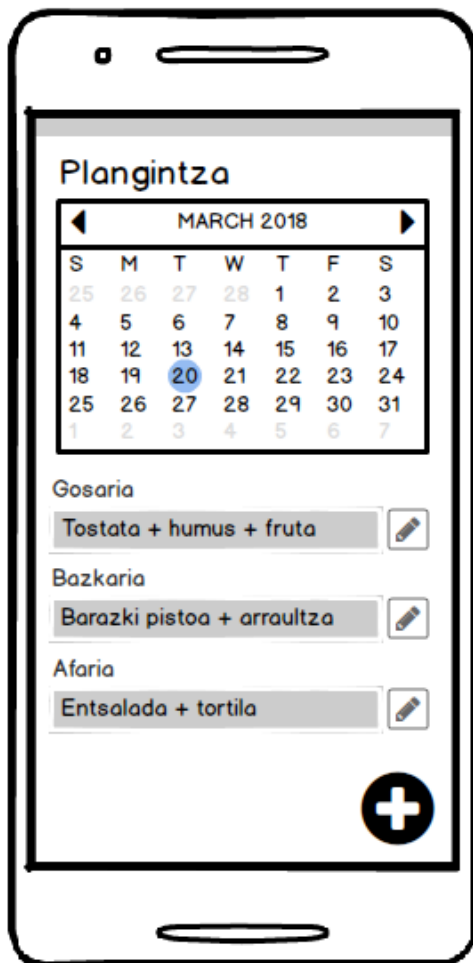 Plangintza
MARCH 2018
S M T W T F S
25 26 27 28 1 2 3
4 5 6 7 8 9 10
11 12 13 14 15 16 17
18 19 20 21 22 23 24
25 26 27 28 29 30 31
1 2 3 4 5 6 7
Gosaria
Tostata + humus + fruta
Bazkaria
Barazki pistoa + arraultza
Afaria
Entsalada + tortila